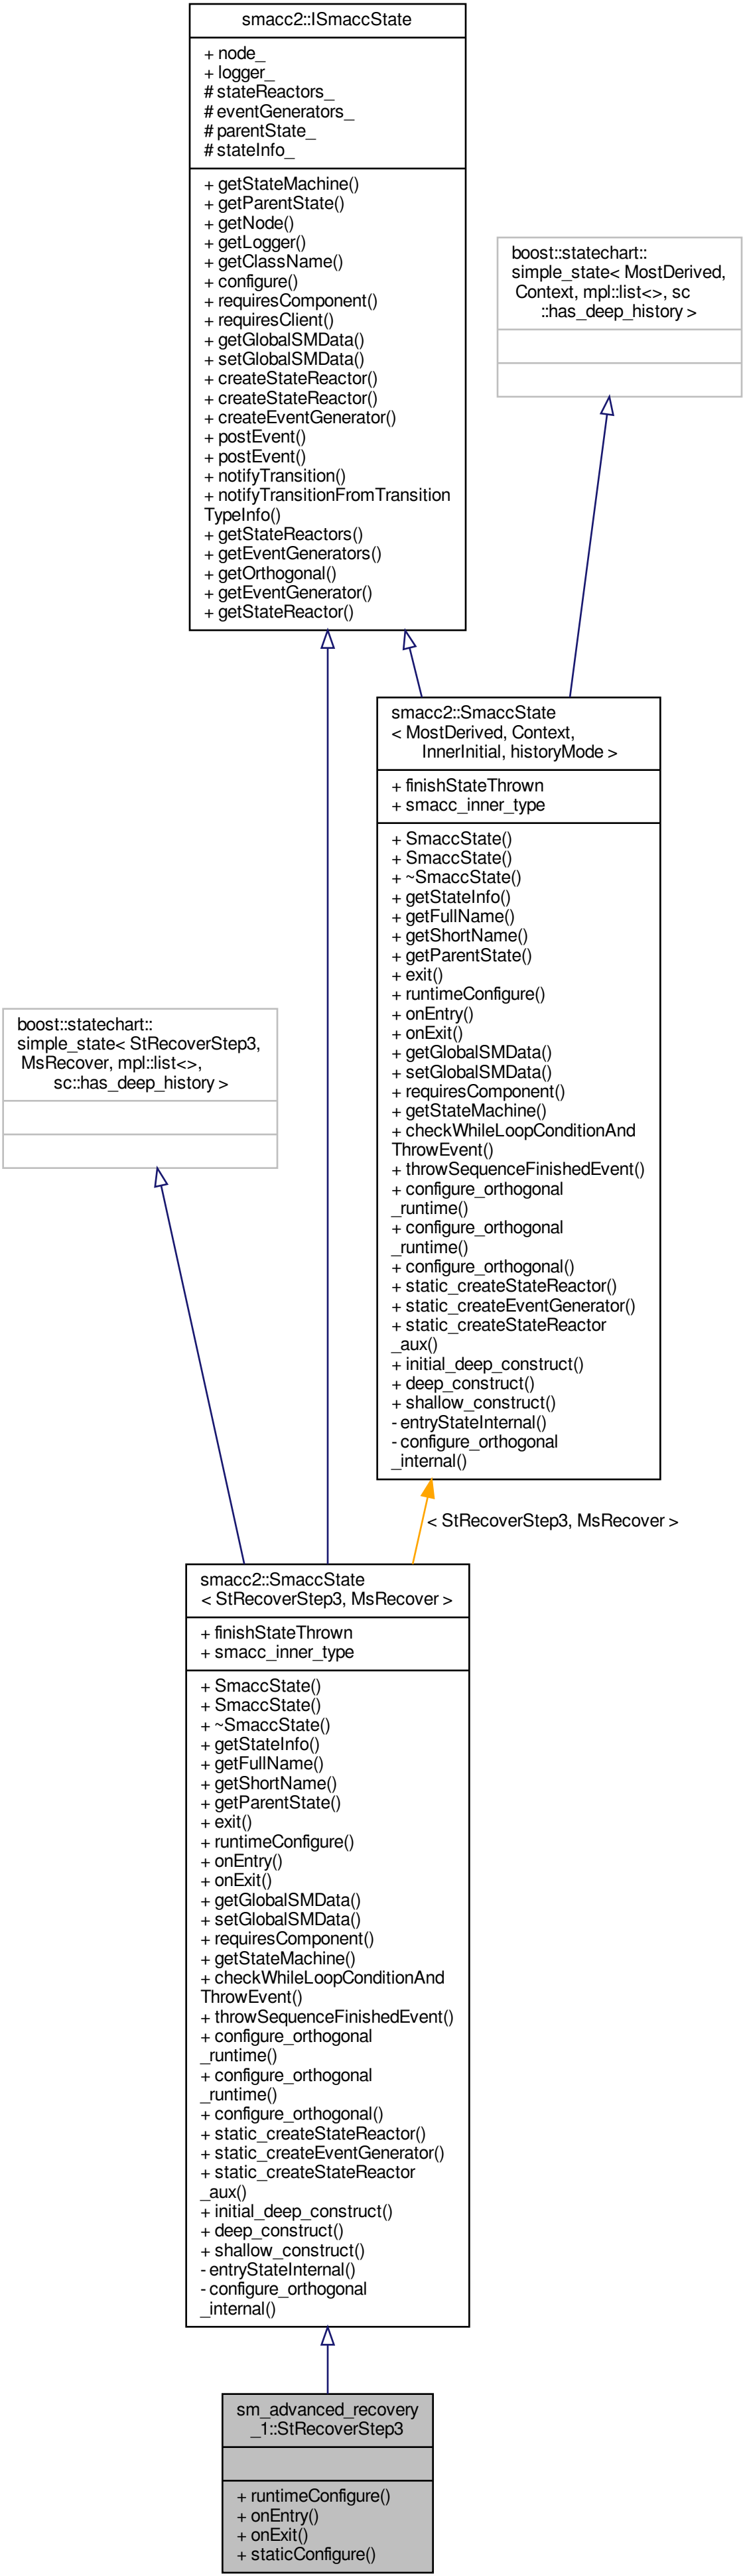 smacc2::ISmaccState
+ node_
+ logger_
# stateReactors_
# eventGenerators_
# parentState_
# stateInfo_
+ getStateMachine()
+ getParentState()
+ getNode()
+ getLogger()
+ getClassName()
+ configure()
+ requiresComponent()
+ requiresClient()
+ getGlobalSMData()
+ setGlobalSMData()
+ createStateReactor()
+ createStateReactor()
+ createEventGenerator()
+ postEvent()
+ postEvent()
+ notifyTransition()
+ notifyTransitionFromTransition
TypeInfo()
+ getStateReactors()
+ getEventGenerators()
+ getOrthogonal()
+ getEventGenerator()
+ getStateReactor()
boost::statechart::
simple_state< MostDerived,
Context, mpl::list<>, sc
::has_deep_history >
smacc2::SmaccState
< MostDerived, Context,
InnerInitial, historyMode >
+ finishStateThrown
+ smacc_inner_type
+ SmaccState()
+ SmaccState()
+ ~SmaccState()
+ getStateInfo()
+ getFullName()
+ getShortName()
+ getParentState()
+ exit()
+ runtimeConfigure()
+ onEntry()
+ onExit()
+ getGlobalSMData()
+ setGlobalSMData()
+ requiresComponent()
+ getStateMachine()
+ checkWhileLoopConditionAnd
ThrowEvent()
+ throwSequenceFinishedEvent()
+ configure_orthogonal
_runtime()
+ configure_orthogonal
_runtime()
+ configure_orthogonal()
+ static_createStateReactor()
+ static_createEventGenerator()
+ static_createStateReactor
_aux()
+ initial_deep_construct()
+ deep_construct()
+ shallow_construct()
- entryStateInternal()
- configure_orthogonal
_internal()
boost::statechart::
simple_state< StRecoverStep3,
MsRecover, mpl::list<>,
sc::has_deep_history >
< StRecoverStep3, MsRecover >
smacc2::SmaccState
< StRecoverStep3, MsRecover >
+ finishStateThrown
+ smacc_inner_type
+ SmaccState()
+ SmaccState()
+ ~SmaccState()
+ getStateInfo()
+ getFullName()
+ getShortName()
+ getParentState()
+ exit()
+ runtimeConfigure()
+ onEntry()
+ onExit()
+ getGlobalSMData()
+ setGlobalSMData()
+ requiresComponent()
+ getStateMachine()
+ checkWhileLoopConditionAnd
ThrowEvent()
+ throwSequenceFinishedEvent()
+ configure_orthogonal
_runtime()
+ configure_orthogonal
_runtime()
+ configure_orthogonal()
+ static_createStateReactor()
+ static_createEventGenerator()
+ static_createStateReactor
_aux()
+ initial_deep_construct()
+ deep_construct()
+ shallow_construct()
- entryStateInternal()
- configure_orthogonal
_internal()
sm_advanced_recovery
_1::StRecoverStep3
+ runtimeConfigure()
+ onEntry()
+ onExit()
+ staticConfigure()